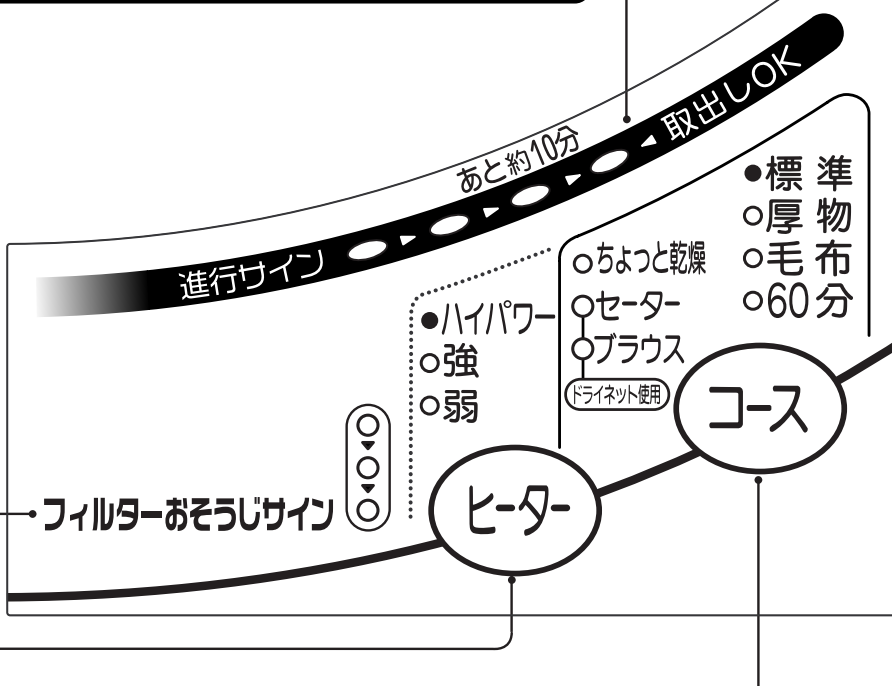 取出しOK
あと約10分
進行サイン
標準
厚物
毛布
60分
ちょっと乾燥
セーター
ブラウス
ドライネット使用
コース
ハイパワー
強
弱
ヒーター
フィルターおそうじサイン